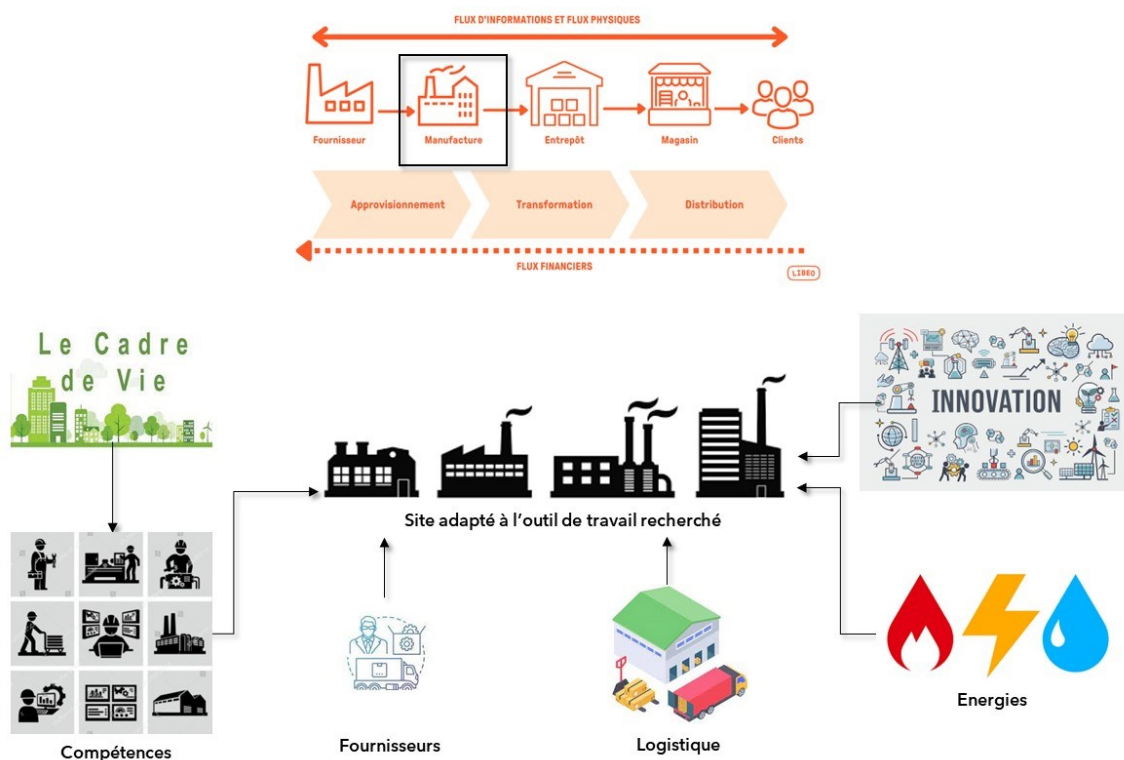 FLUX D'INFORMATIONS ET FLUX PHYSIQUES
Fournisseur
Manufacture
Entrepôt
Magasin
Clients
Approvisionnement
Transformation
Distribution
FLUX FINANCIERS
LIBEO
Le Cadre
de Vie
INNOVATION
Site adapté à l'outil de travail recherché
Energies
Compétences
Fournisseurs
Logistique